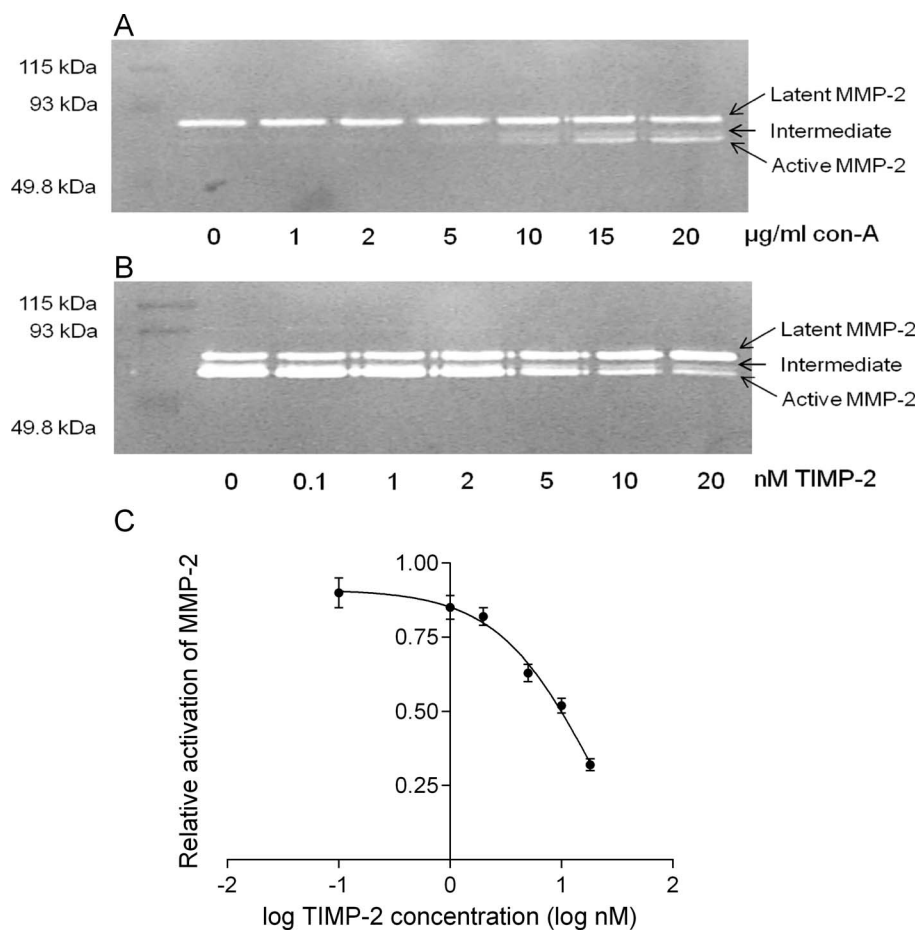 A
115 kDa
93 kDa
49.8 kDa
Latent MMP-2
Intermediate
Active MMP-2
0 1 2 5 10 15 20 µg/ml con-A
B
115 kDa
93 kDa
49.8 kDa
Latent MMP-2
Intermediate
Active MMP-2
0 0.1 1 2 5 10 20 nM TIMP-2
C
Relative activation of MMP-2
1.00
0.75
0.50
0.25
-2 -1 0 1 2
log TIMP-2 concentration (log nM)